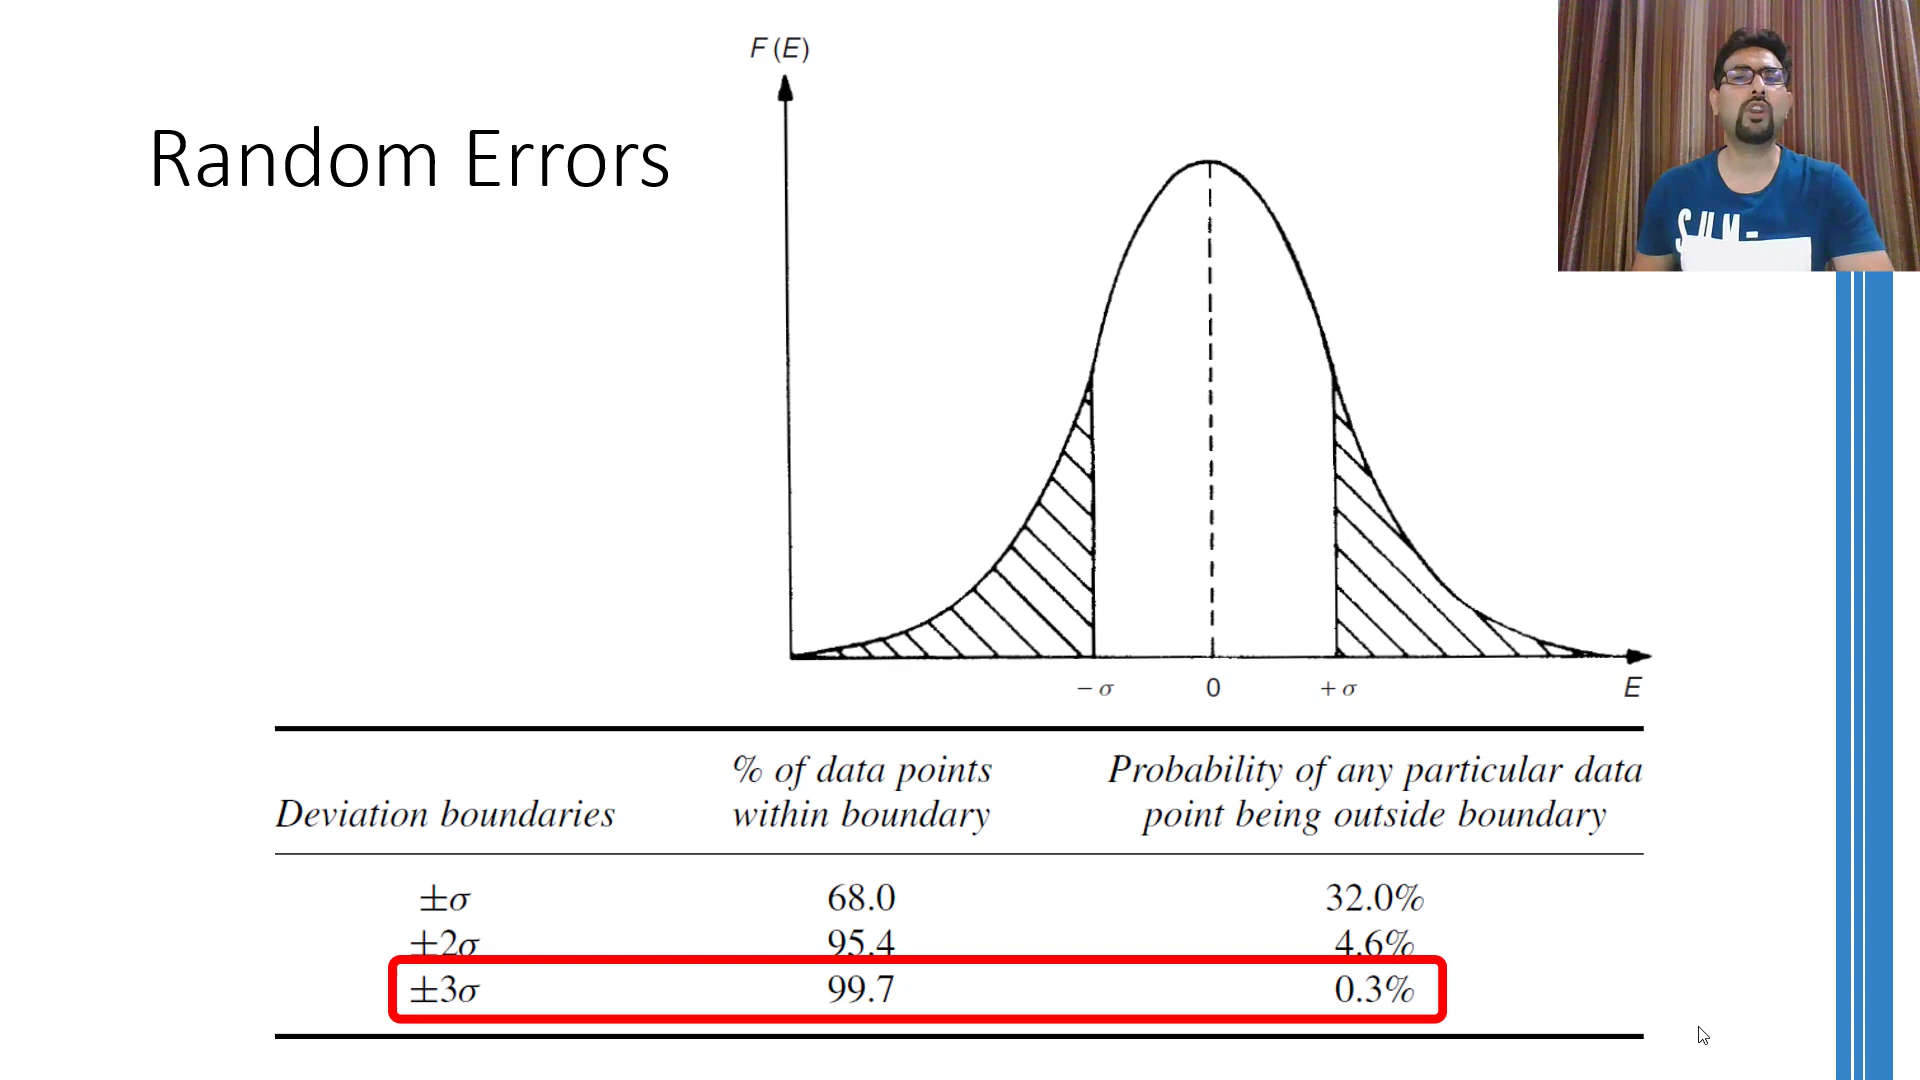 F (E)
Random Errors
− σ 0 + σ E
% of data points Probability of any particular data
Deviation boundaries within boundary point being outside boundary
±σ 68.0 32.0%
±2σ 95.4 4.6%
±3σ 99.7 0.3%